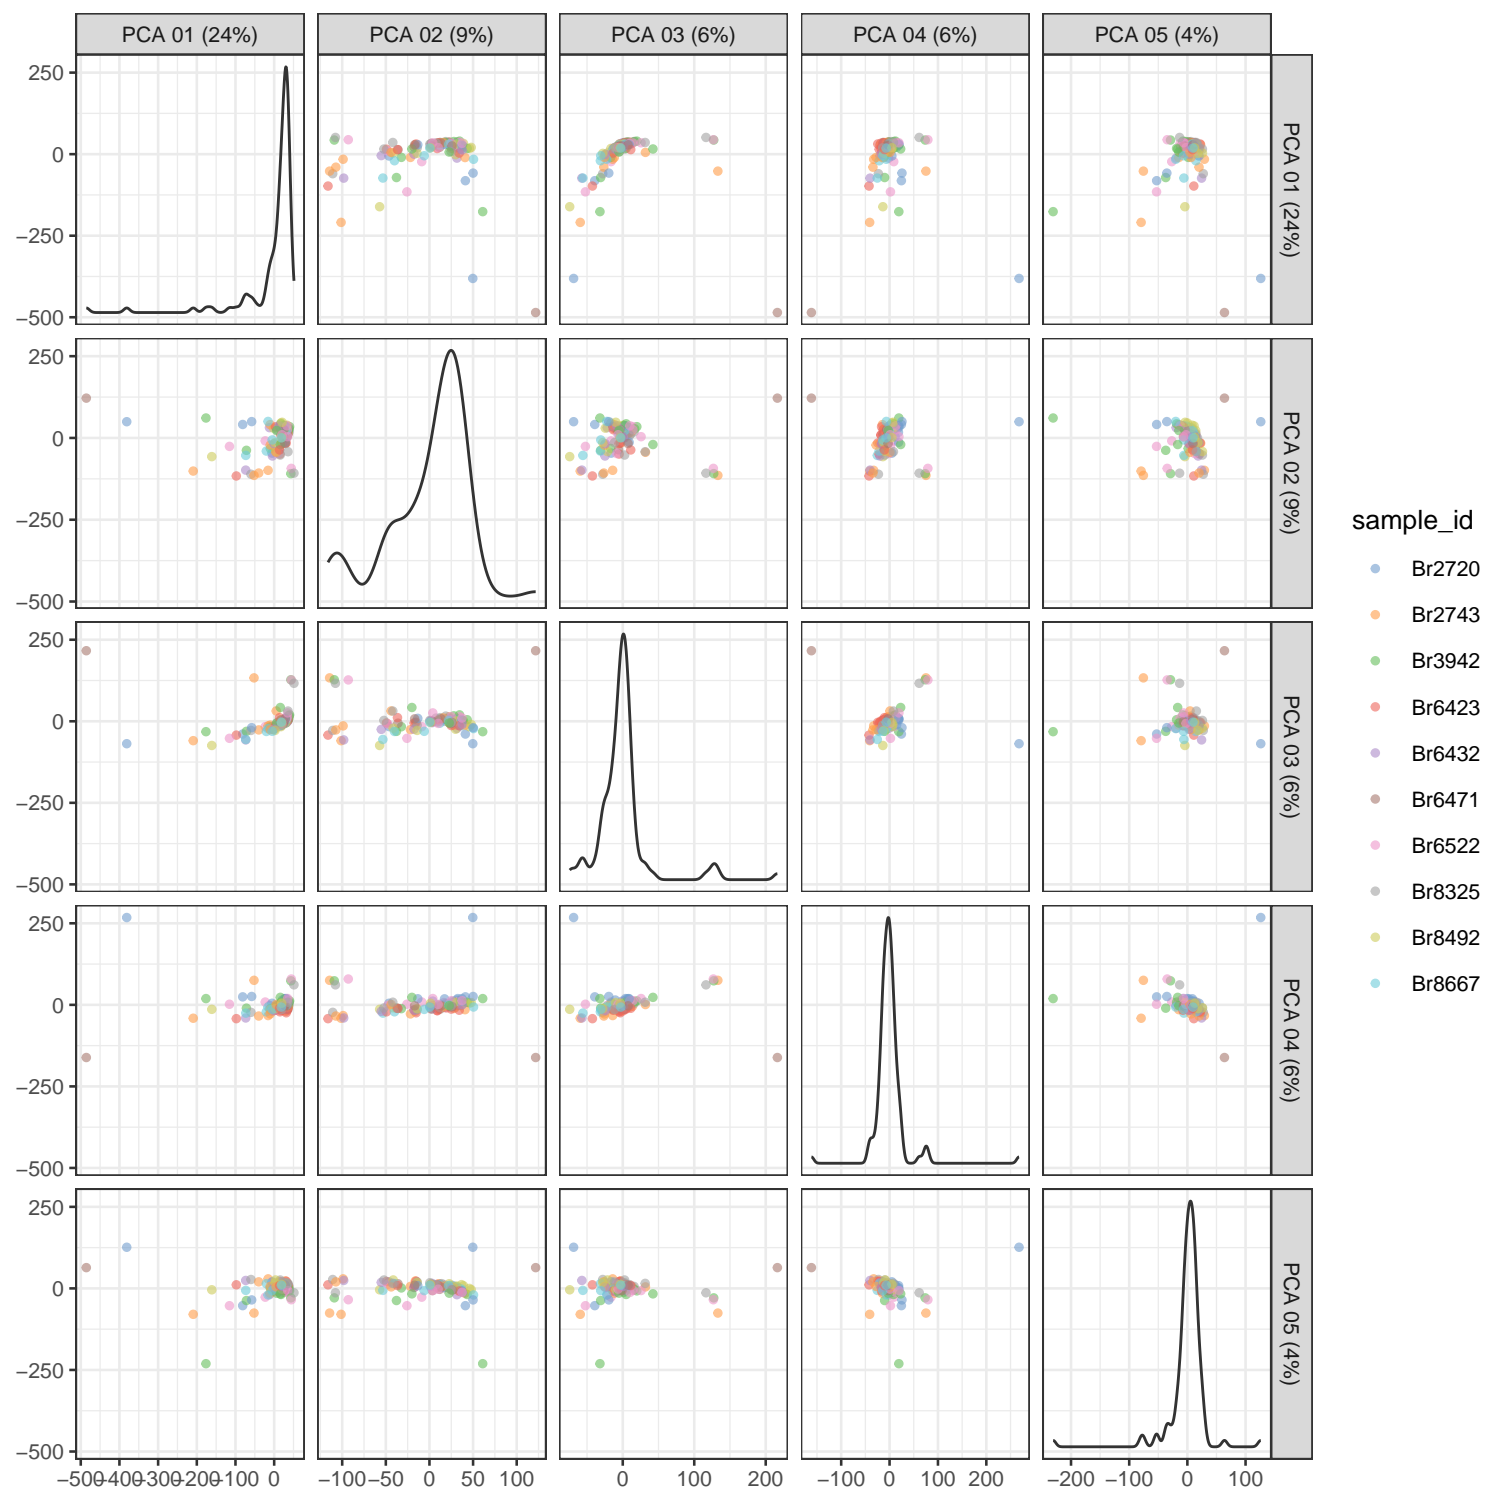 PCA 01 (24%) PCA 02 (9%) PCA 03 (6%) PCA 04 (6%) PCA 05 (4%)
250
0
−250
−500
PCA 01 (24%)
250
0
−250
−500
PCA 02 (9%)
250
0
−250
−500
PCA 03 (6%)
250
0
−250
−500
PCA 04 (6%)
250
0
−250
−500
PCA 05 (4%)
−500 −400 −300 −200 −100 0 −100 −50 0 50 100 0 100 200 −100 0 100 200 −200 −100 0 100
sample_id
Br2720
Br2743
Br3942
Br6423
Br6432
Br6471
Br6522
Br8325
Br8492
Br8667